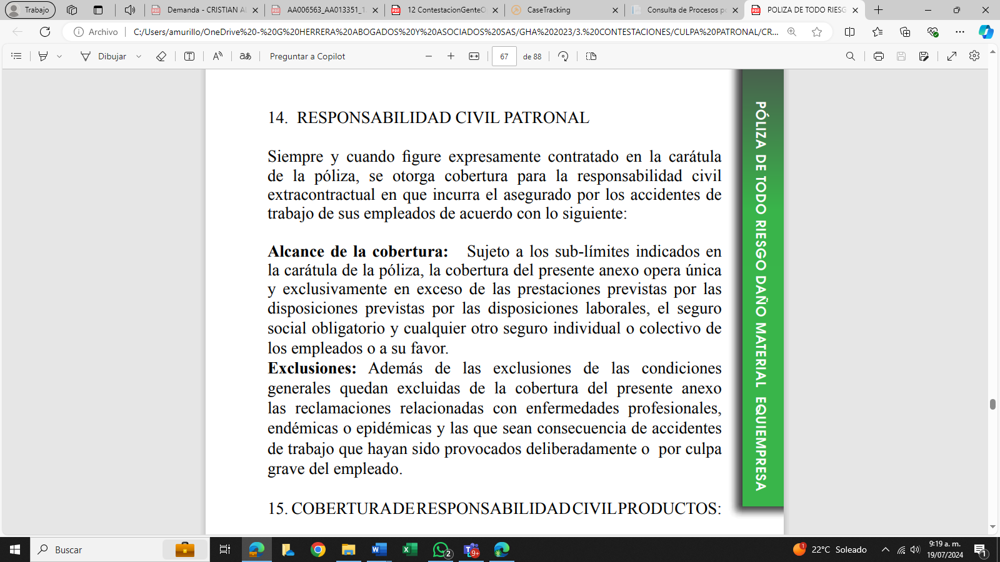 Trabajo
Demanda - CRISTIAN AL
AA006563_AA013351_1
12 ContestacionGenteO
CaseTracking
Consulta de Procesos p
POLIZA DE TODO RIESG
Archivo
C:/Users/amurillo/OneDrive%20-%20G%20HERRERA%20ABOGADOS%20Y%20ASOCIADOS%20SAS/GHA%202023/3.%20CONTESTACIONES/CULPA%20PATRONAL/CR...
Dibujar
aあ
Preguntar a Copilot
67
de 88
14. RESPONSABILIDAD CIVIL PATRONAL
Siempre y cuando figure expresamente contratado en la carátula
de la póliza, se otorga cobertura para la responsabilidad civil
extracontractual en que incurra el asegurado por los accidentes de
trabajo de sus empleados de acuerdo con lo siguiente:
Alcance de la cobertura: Sujeto a los sub-límites indicados en
la carátula de la póliza, la cobertura del presente anexo opera única
y exclusivamente en exceso de las prestaciones previstas por las
disposiciones previstas por las disposiciones laborales, el seguro
social obligatorio y cualquier otro seguro individual o colectivo de
los empleados o a su favor.
Exclusiones: Además de las exclusiones de las condiciones
generales quedan excluidas de la cobertura del presente anexo
las reclamaciones relacionadas con enfermedades profesionales,
endémicas o epidémicas y las que sean consecuencia de accidentes
de trabajo que hayan sido provocados deliberadamente o por culpa
grave del empleado.
15. COBERTURA DE RESPONSABILIDAD CIVIL PRODUCTOS:
PÓLIZA DE TODO RIESGO DAÑO MATERIAL EQUIEMPRESA
Buscar
2
9+
1
22°C Soleado
9:19 a. m.
19/07/2024
1